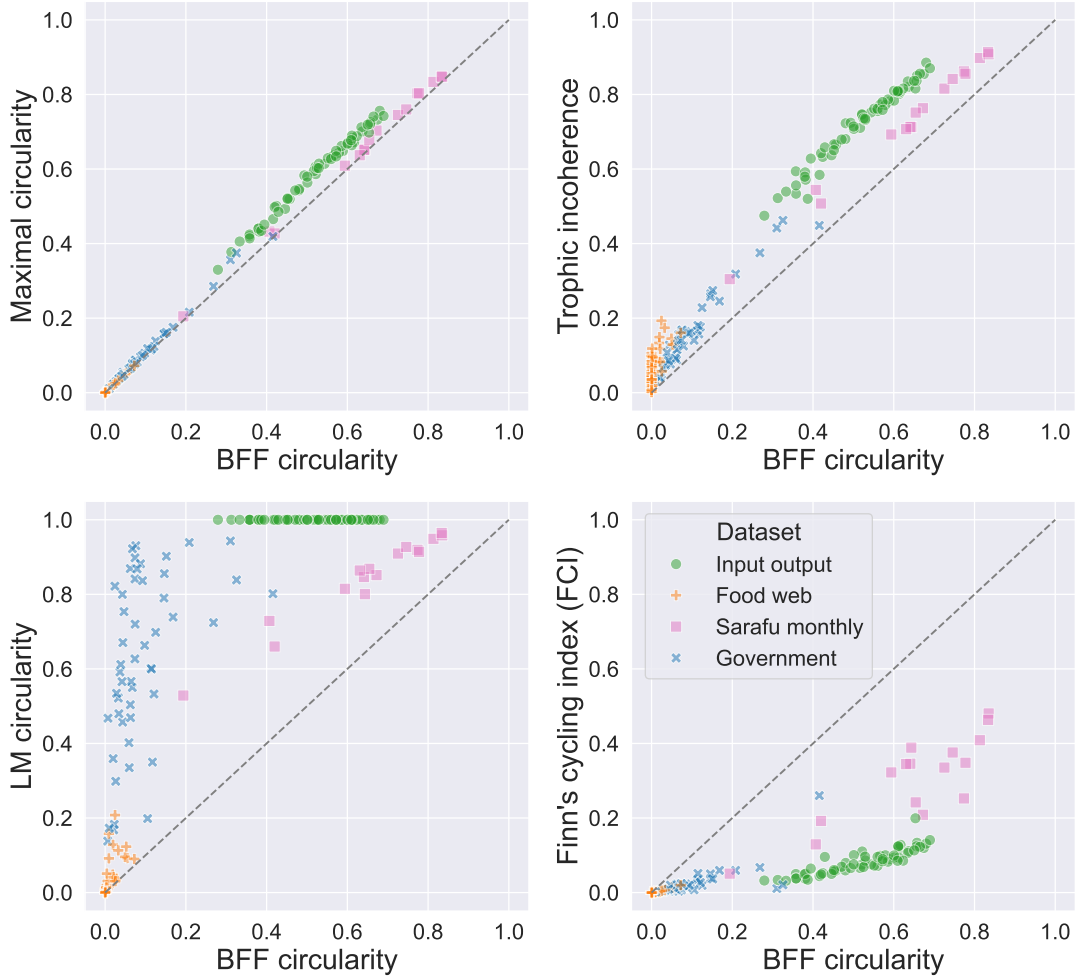 1.0
0.8
0.6
0.4
0.2
0.0
Maximal circularity
0.0 0.2 0.4 0.6 0.8 1.0
BFF circularity
1.0
0.8
0.6
0.4
0.2
0.0
Trophic incoherence
0.0 0.2 0.4 0.6 0.8 1.0
BFF circularity
1.0
0.8
0.6
0.4
0.2
0.0
LM circularity
0.0 0.2 0.4 0.6 0.8 1.0
BFF circularity
1.0
0.8
0.6
0.4
0.2
0.0
Finn's cycling index (FCI)
Dataset
Input output
Food web
Sarafu monthly
Government
0.0 0.2 0.4 0.6 0.8 1.0
BFF circularity